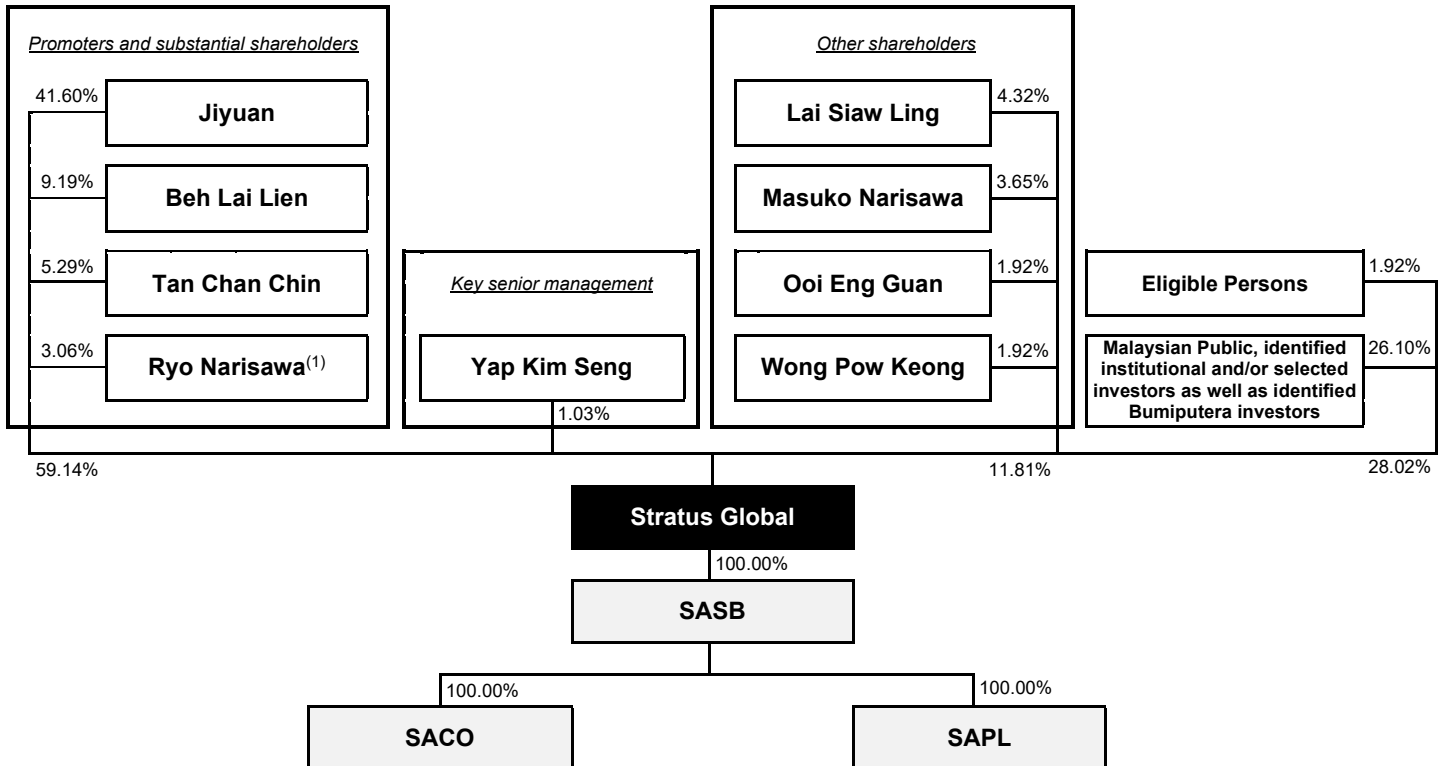 Promoters and substantial shareholders
41.60%
Jiyuan
9.19%
Beh Lai Lien
5.29%
Tan Chan Chin
3.06%
Ryo Narisawa(1)
59.14%
Key senior management
Yap Kim Seng
1.03%
Other shareholders
Lai Siaw Ling
4.32%
Masuko Narisawa
3.65%
Ooi Eng Guan
1.92%
Wong Pow Keong
1.92%
11.81%
Eligible Persons
1.92%
Malaysian Public, identified
institutional and/or selected
investors as well as identified
Bumiputera investors
26.10%
28.02%
Stratus Global
100.00%
SASB
100.00%
SACO
100.00%
SAPL